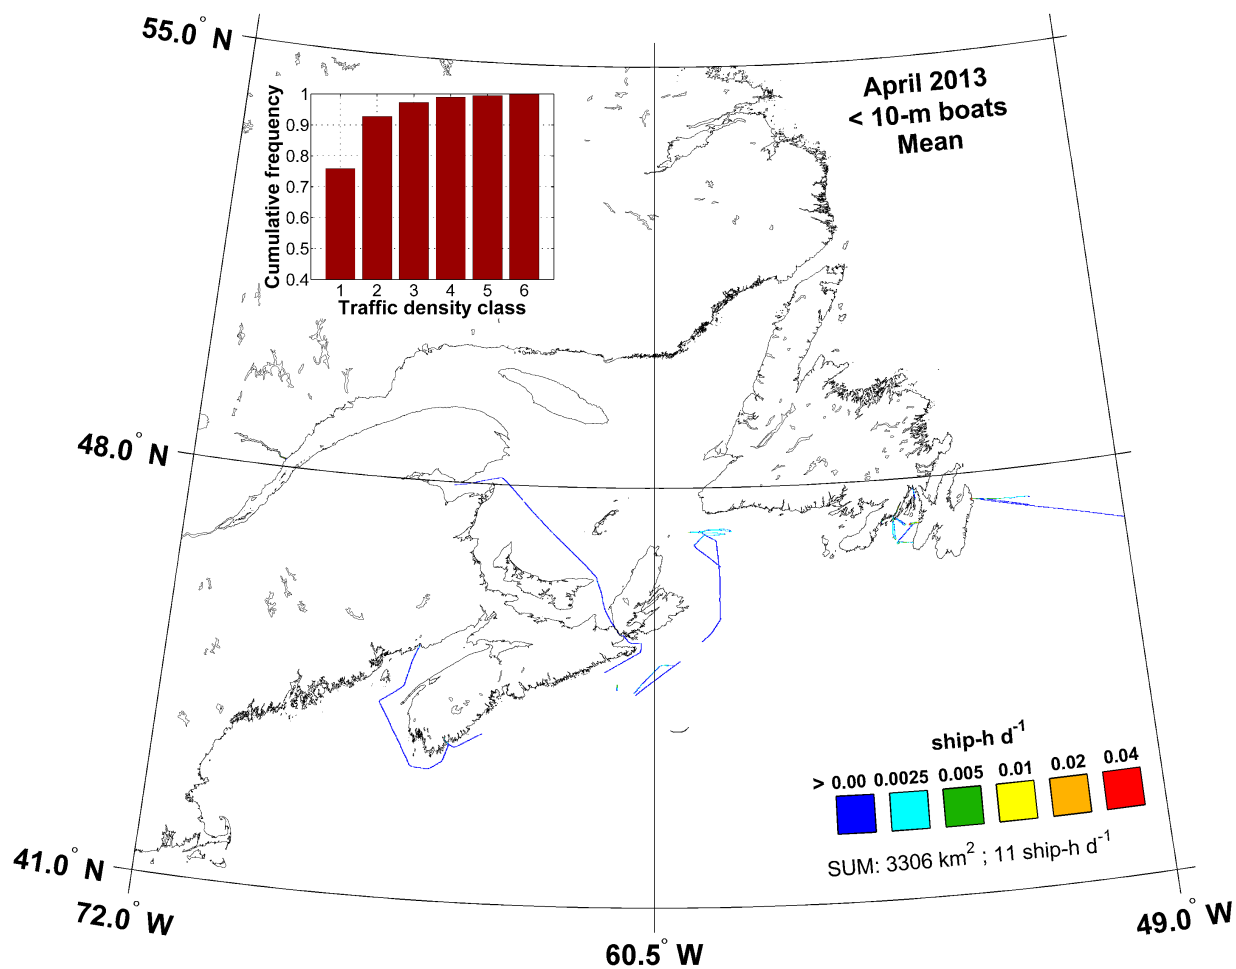 55.0° N
April 2013
< 10-m boats
Mean
Cumulative frequency
1
0.9
0.8
0.7
0.6
0.5
0.4
1 2 3 4 5 6
Traffic density class
48.0° N
ship-h d⁻¹
> 0.00 0.0025 0.005 0.01 0.02 0.04
SUM: 3306 km² ; 11 ship-h d⁻¹
41.0° N
72.0° W
60.5° W
49.0° W